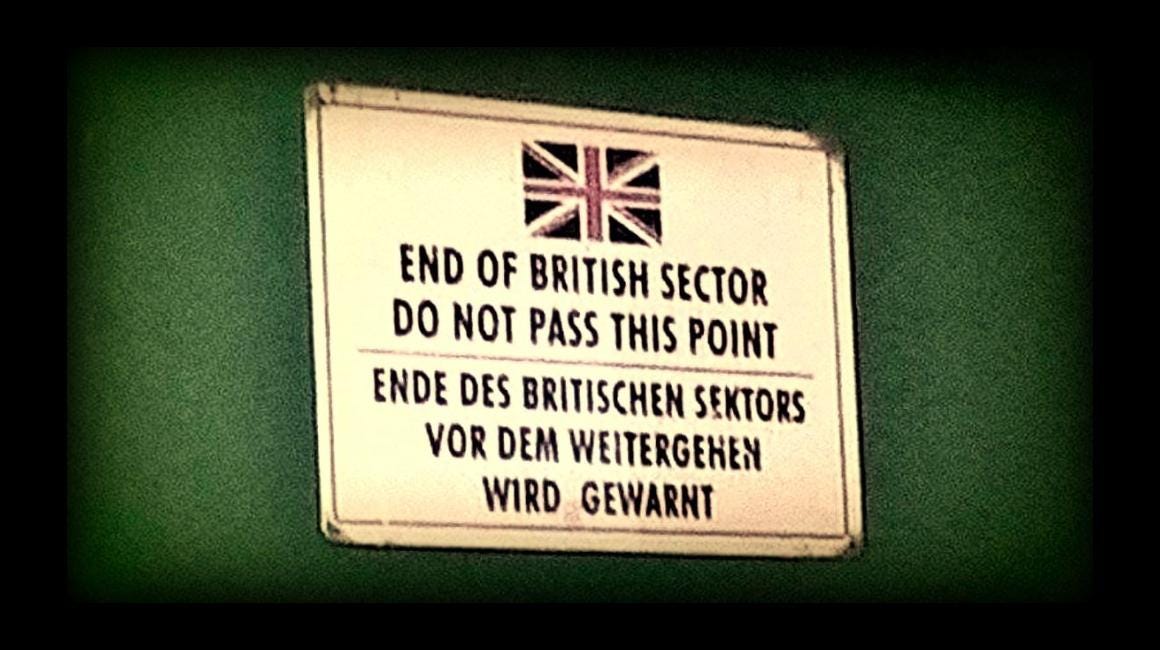 END OF BRITISH SECTOR
DO NOT PASS THIS POINT
ENDE DES BRITISCHEN SEKTORS
VOR DEM WEITERGEHEN
WIRD GEWARNT